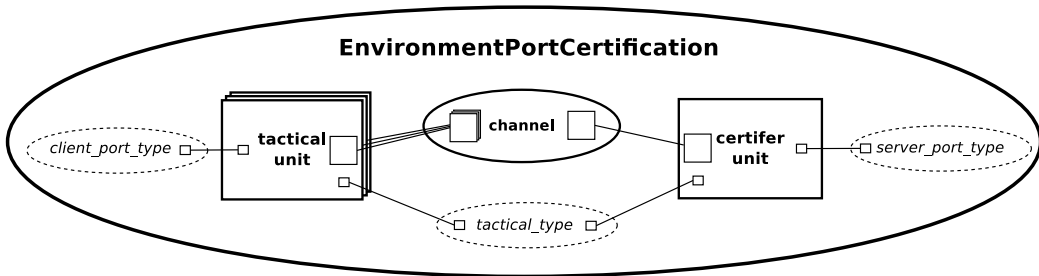 EnvironmentPortCertification
client_port_type
tactical
unit
channel
certifer
unit
server_port_type
tactical_type